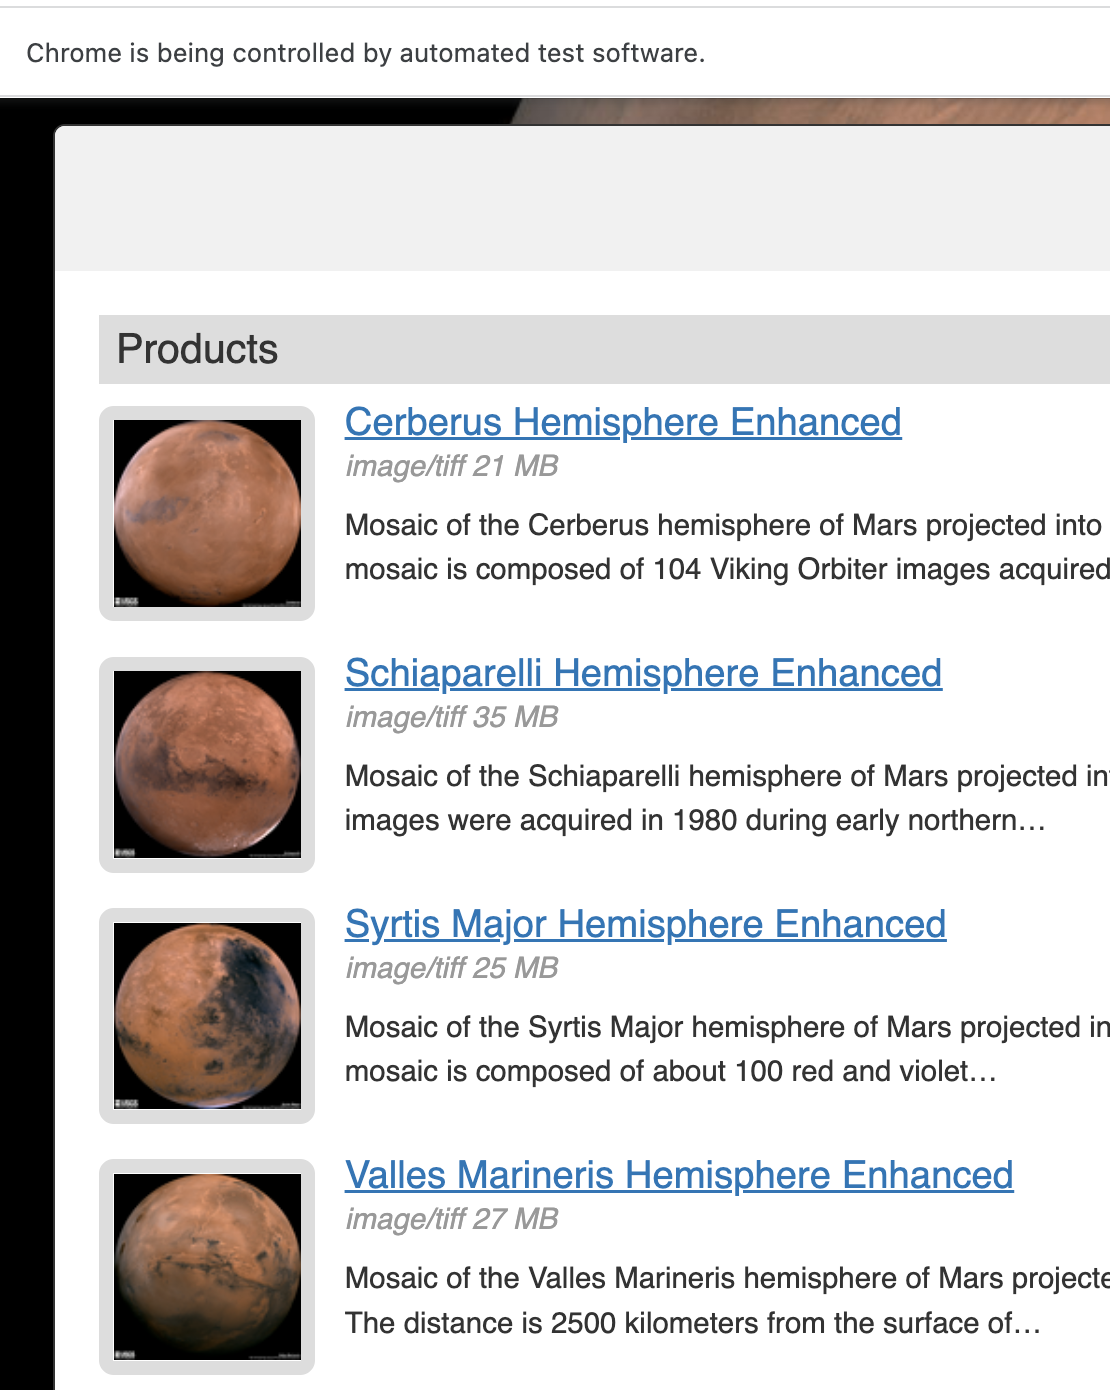 Chrome is being controlled by automated test software.
Products
Cerberus Hemisphere Enhanced
image/tiff 21 MB
Mosaic of the Cerberus hemisphere of Mars projected into
mosaic is composed of 104 Viking Orbiter images acquired
Schiaparelli Hemisphere Enhanced
image/tiff 35 MB
Mosaic of the Schiaparelli hemisphere of Mars projected in
images were acquired in 1980 during early northern…
Syrtis Major Hemisphere Enhanced
image/tiff 25 MB
Mosaic of the Syrtis Major hemisphere of Mars projected in
mosaic is composed of about 100 red and violet…
Valles Marineris Hemisphere Enhanced
image/tiff 27 MB
Mosaic of the Valles Marineris hemisphere of Mars projecte
The distance is 2500 kilometers from the surface of…